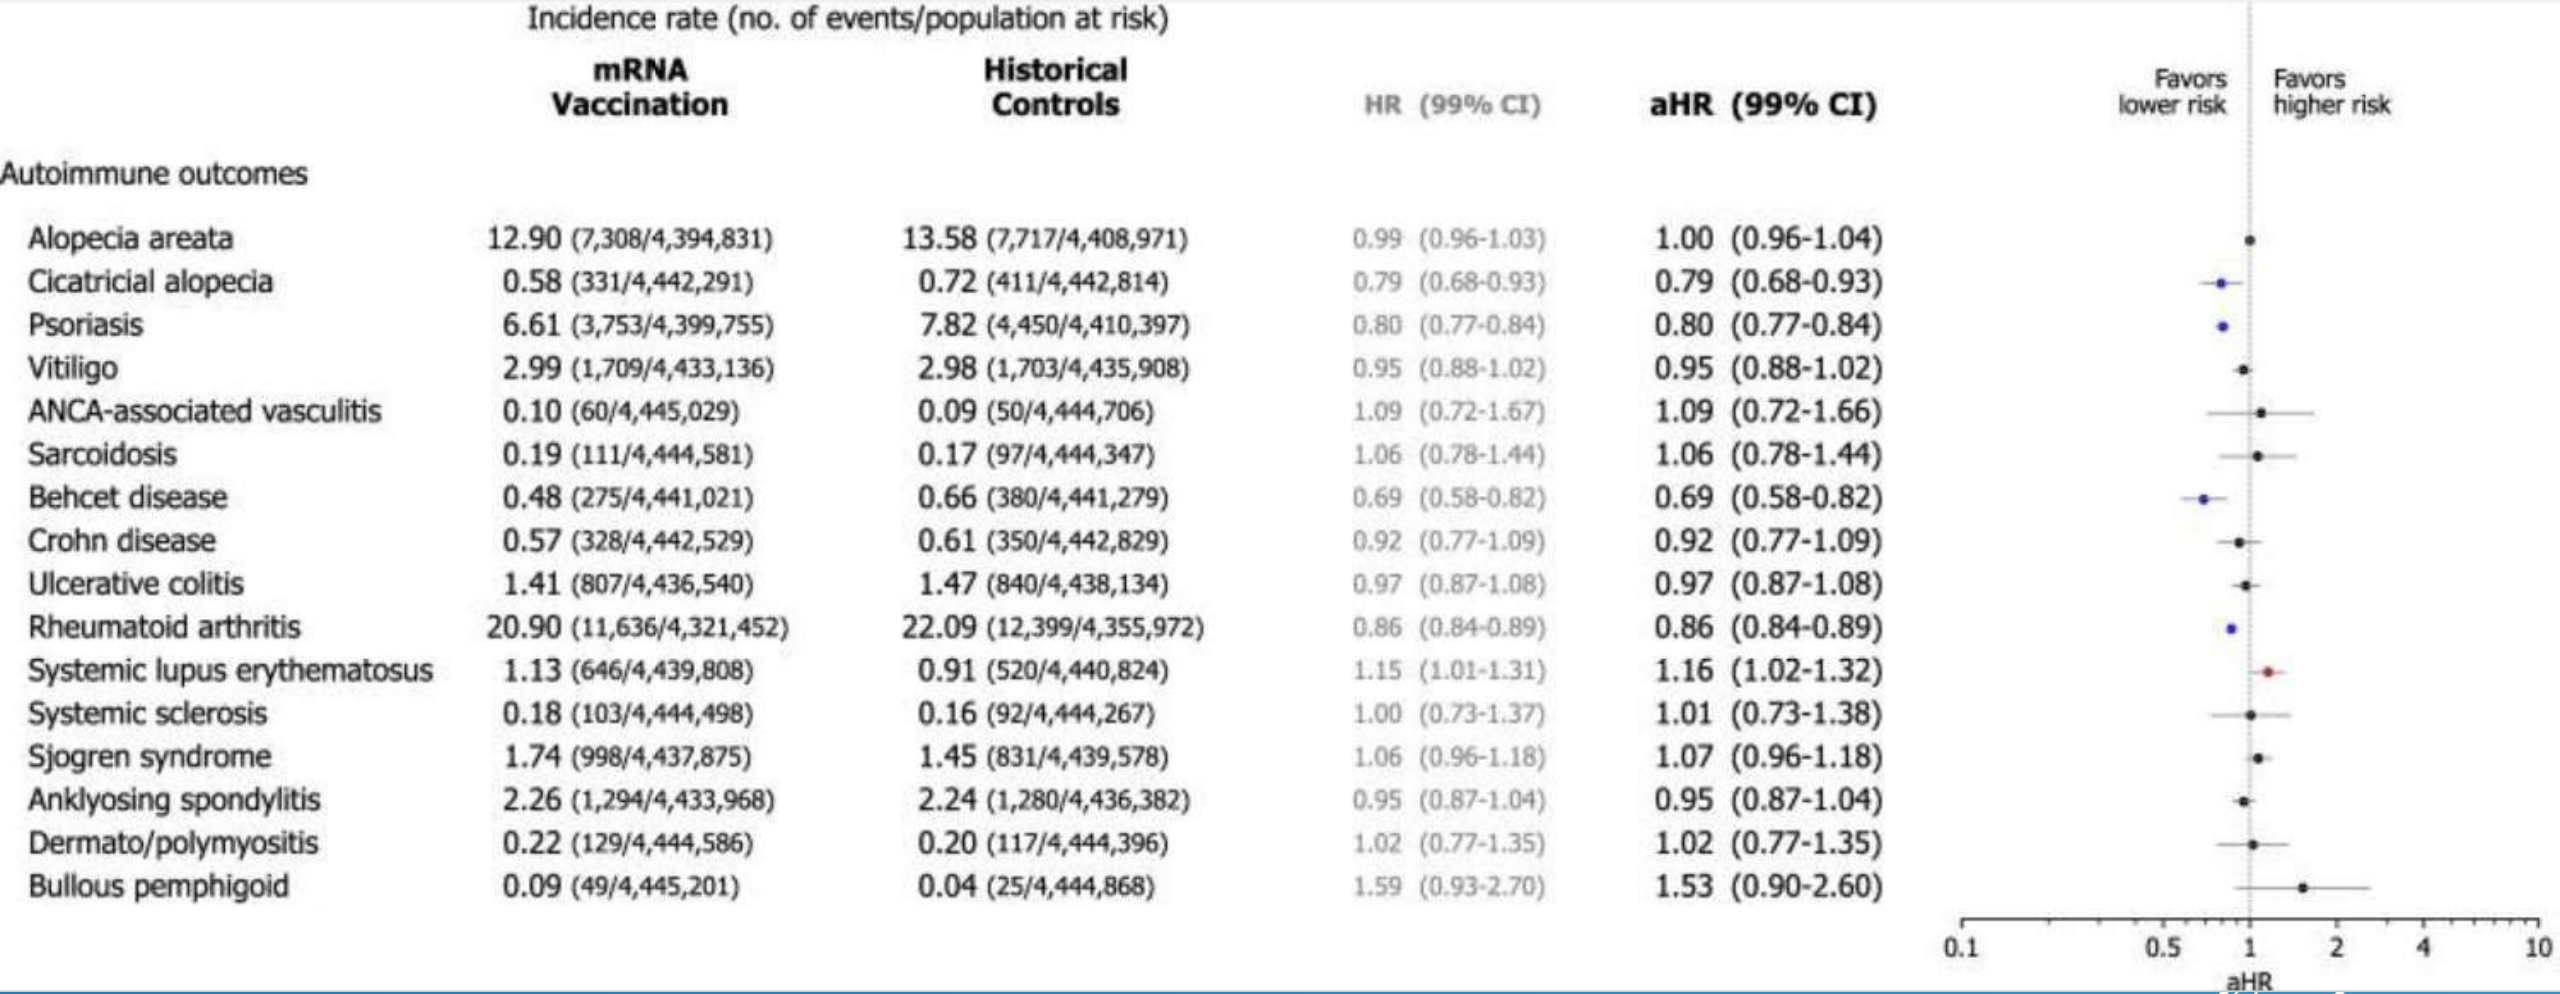 Incidence rate (no. of events/population at risk)
mRNA Vaccination Historical Controls HR (99% CI) aHR (99% CI) Favors lower risk Favors higher risk
Autoimmune outcomes
Alopecia areata 12.90 (7,308/4,394,831) 13.58 (7,717/4,408,971) 0.99 (0.96-1.03) 1.00 (0.96-1.04)
Cicatricial alopecia 0.58 (331/4,442,291) 0.72 (411/4,442,814) 0.79 (0.68-0.93) 0.79 (0.68-0.93)
Psoriasis 6.61 (3,753/4,399,755) 7.82 (4,450/4,410,397) 0.80 (0.77-0.84) 0.80 (0.77-0.84)
Vitiligo 2.99 (1,709/4,433,136) 2.98 (1,703/4,435,908) 0.95 (0.88-1.02) 0.95 (0.88-1.02)
ANCA-associated vasculitis 0.10 (60/4,445,029) 0.09 (50/4,444,706) 1.09 (0.72-1.67) 1.09 (0.72-1.66)
Sarcoidosis 0.19 (111/4,444,581) 0.17 (97/4,444,347) 1.06 (0.78-1.44) 1.06 (0.78-1.44)
Behcet disease 0.48 (275/4,441,021) 0.66 (380/4,441,279) 0.69 (0.58-0.82) 0.69 (0.58-0.82)
Crohn disease 0.57 (328/4,442,529) 0.61 (350/4,442,829) 0.92 (0.77-1.09) 0.92 (0.77-1.09)
Ulcerative colitis 1.41 (807/4,436,540) 1.47 (840/4,438,134) 0.97 (0.87-1.08) 0.97 (0.87-1.08)
Rheumatoid arthritis 20.90 (11,636/4,321,452) 22.09 (12,399/4,355,972) 0.86 (0.84-0.89) 0.86 (0.84-0.89)
Systemic lupus erythematosus 1.13 (646/4,439,808) 0.91 (520/4,440,824) 1.15 (1.01-1.31) 1.16 (1.02-1.32)
Systemic sclerosis 0.18 (103/4,444,498) 0.16 (92/4,444,267) 1.00 (0.73-1.37) 1.01 (0.73-1.38)
Sjogren syndrome 1.74 (998/4,437,875) 1.45 (831/4,439,578) 1.06 (0.96-1.18) 1.07 (0.96-1.18)
Anklyosing spondylitis 2.26 (1,294/4,433,968) 2.24 (1,280/4,436,382) 0.95 (0.87-1.04) 0.95 (0.87-1.04)
Dermato/polymyositis 0.22 (129/4,444,586) 0.20 (117/4,444,396) 1.02 (0.77-1.35) 1.02 (0.77-1.35)
Bullous pemphigoid 0.09 (49/4,445,201) 0.04 (25/4,444,868) 1.59 (0.93-2.70) 1.53 (0.90-2.60)
0.1 0.5 1 2 4 10
aHR